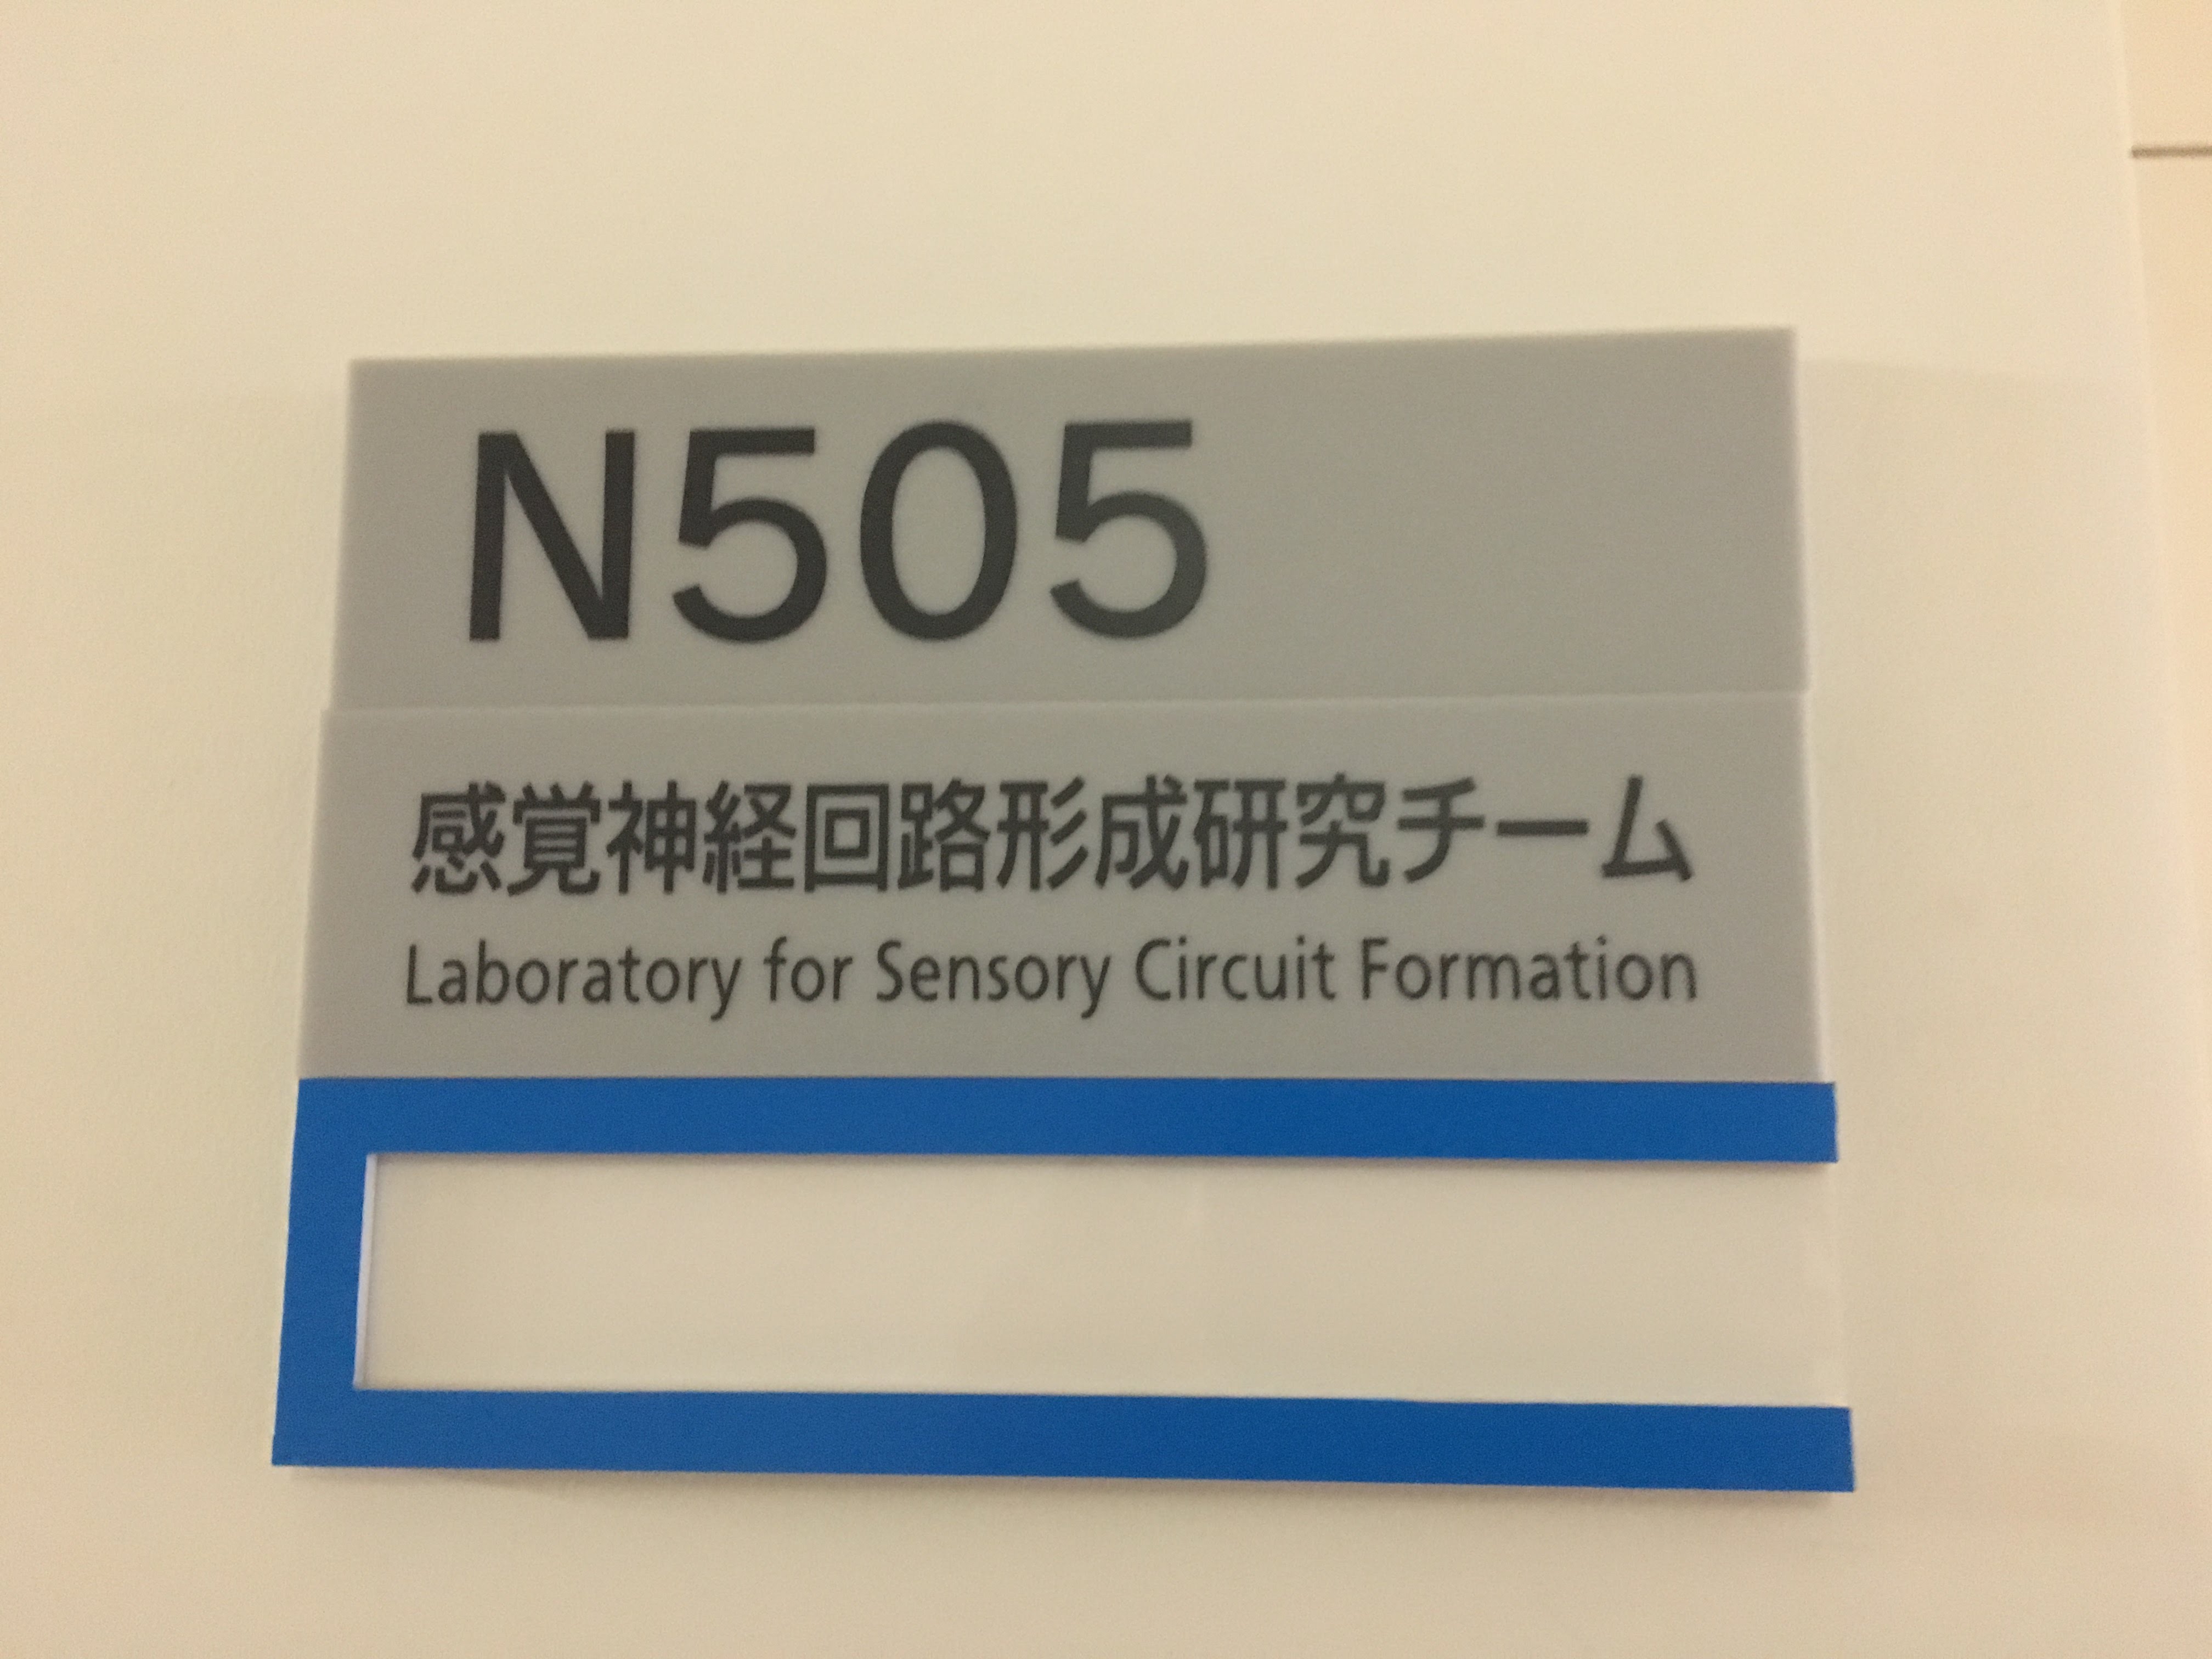 N505
感覚神経回路形成研究チーム
Laboratory for Sensory Circuit Formation